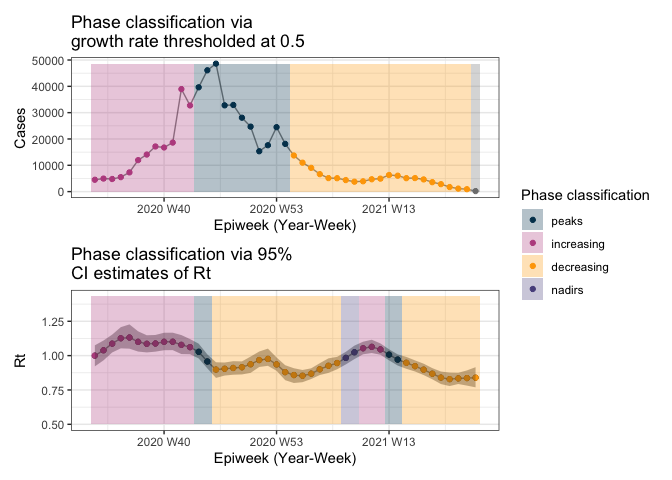 Phase classification via
growth rate thresholded at 0.5
50000
40000
30000
20000
10000
0
Cases
2020 W40
2020 W53
2021 W13
Epiweek (Year-Week)
Phase classification via 95%
CI estimates of Rt
1.25
1.00
0.75
0.50
Rt
2020 W40
2020 W53
2021 W13
Epiweek (Year-Week)
Phase classification
peaks
increasing
decreasing
nadirs